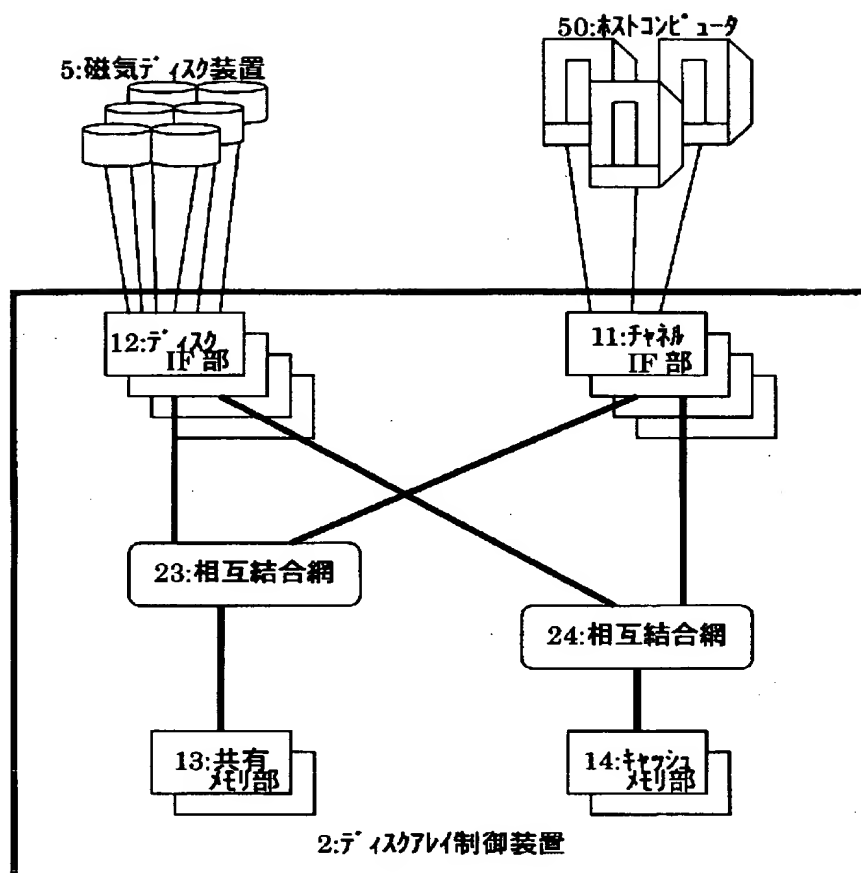 50:ホストコンピュータ
5:磁気ディスク装置
12:ディスク
IF部
11:チャネル
IF部
23:相互結合網
24:相互結合網
13:共有
メモリ部
14:キャッシュ
メモリ部
2:ディスクアレイ制御装置